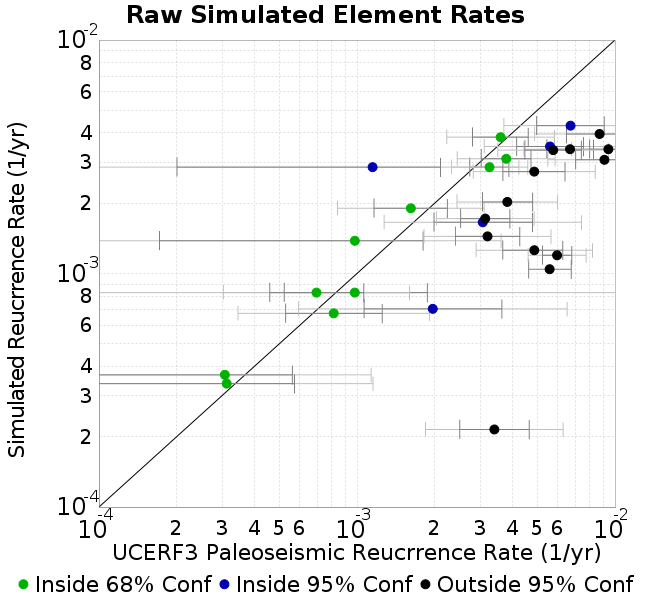 Raw Simulated Element Rates
Simulated Reucrrence Rate (1/yr)
10-2
8
6
4
3
2
10-3
8
6
4
3
2
10-4
10-4 2 3 4 5 6 10-3 2 3 4 5 6 10-2
UCERF3 Paleoseismic Reucrrence Rate (1/yr)
Inside 68% Conf Inside 95% Conf Outside 95% Conf